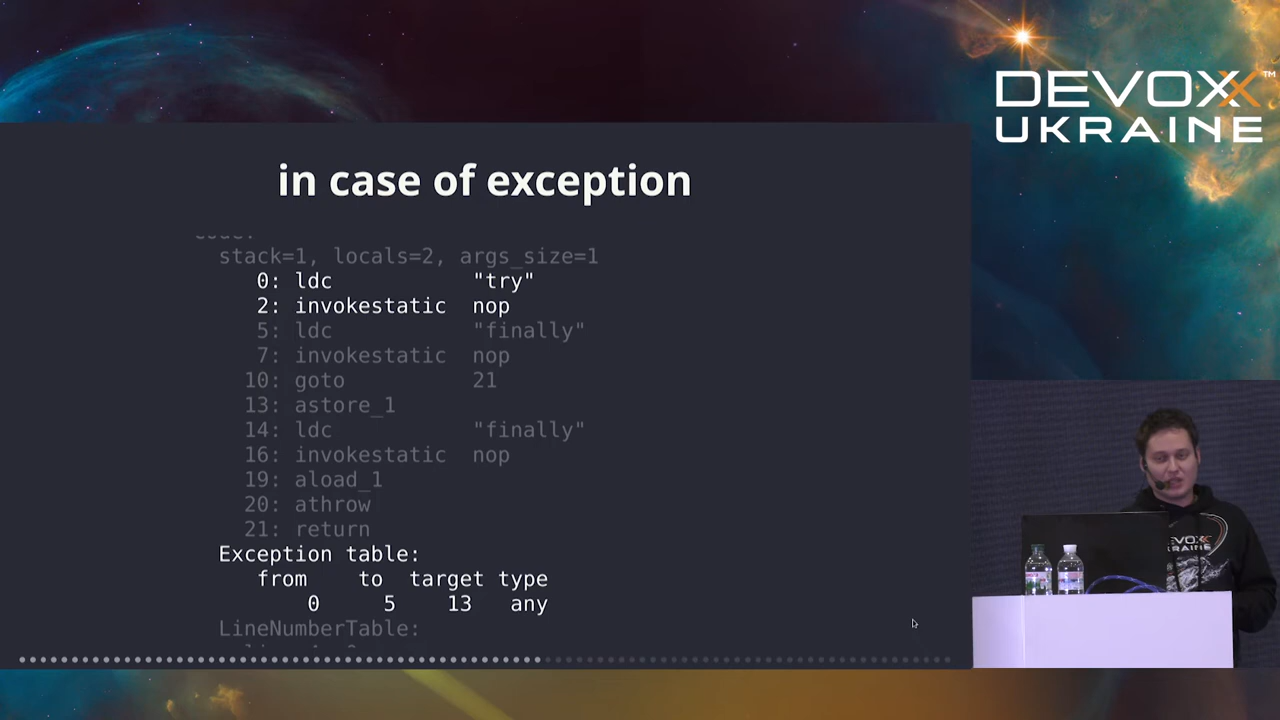 DEVOXX™
UKRAINE
in case of exception
code:
stack=1, locals=2, args_size=1
0: ldc "try"
2: invokestatic nop
5: ldc "finally"
7: invokestatic nop
10: goto 21
13: astore_1
14: ldc "finally"
16: invokestatic nop
19: aload_1
20: athrow
21: return
Exception table:
from to target type
0 5 13 any
LineNumberTable: